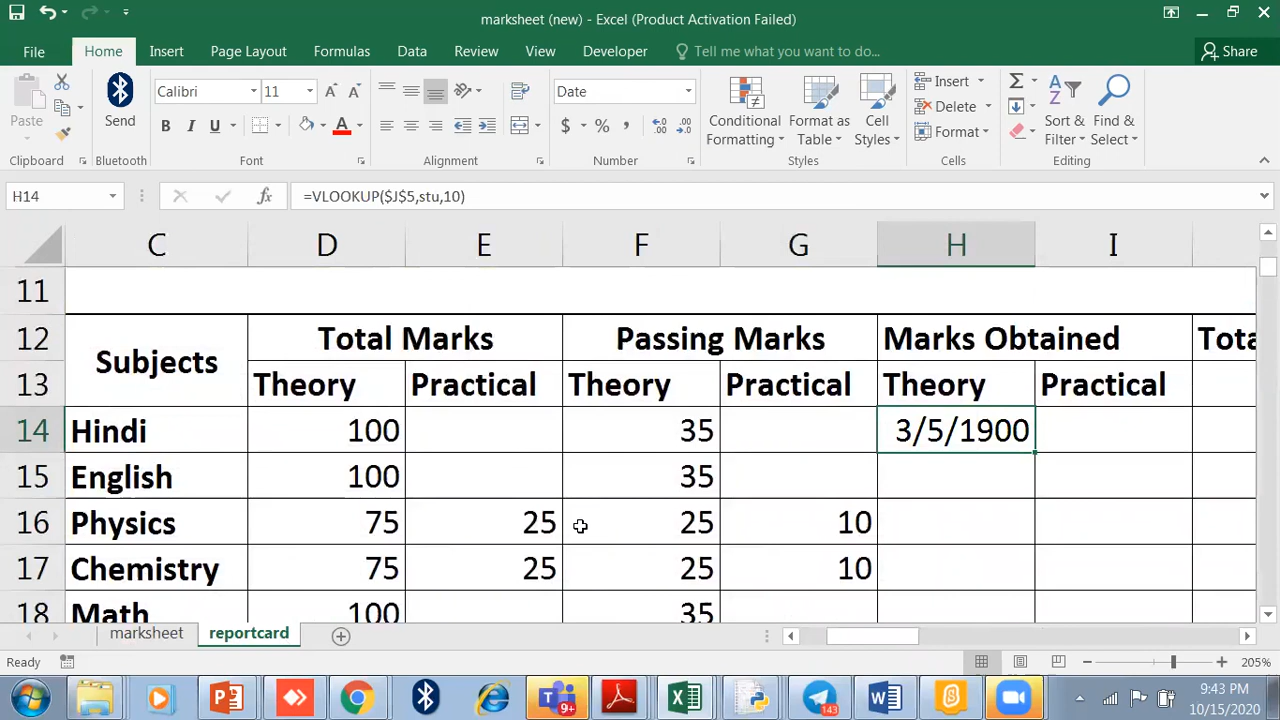 marksheet (new) - Excel (Product Activation Failed)
File Home Insert Page Layout Formulas Data Review View Developer Tell me what you want to do... Share
Paste Send Calibri 11 Date Conditional Formatting Format as Table Cell Styles Insert Delete Format Sort & Filter Find & Select
B I U A $ %
Clipboard Bluetooth Font Alignment Number Styles Cells Editing
H14 fx =VLOOKUP($J$5,stu,10)
C D E F G H I
11
12 Subjects Total Marks Passing Marks Marks Obtained Tota
13 Theory Practical Theory Practical Theory Practical
14 Hindi 100 35 3/5/1900
15 English 100 35
16 Physics 75 25 25 10
17 Chemistry 75 25 25 10
18 Math 100 35
marksheet reportcard
Ready 205%
9+ 143 9:43 PM
10/15/2020